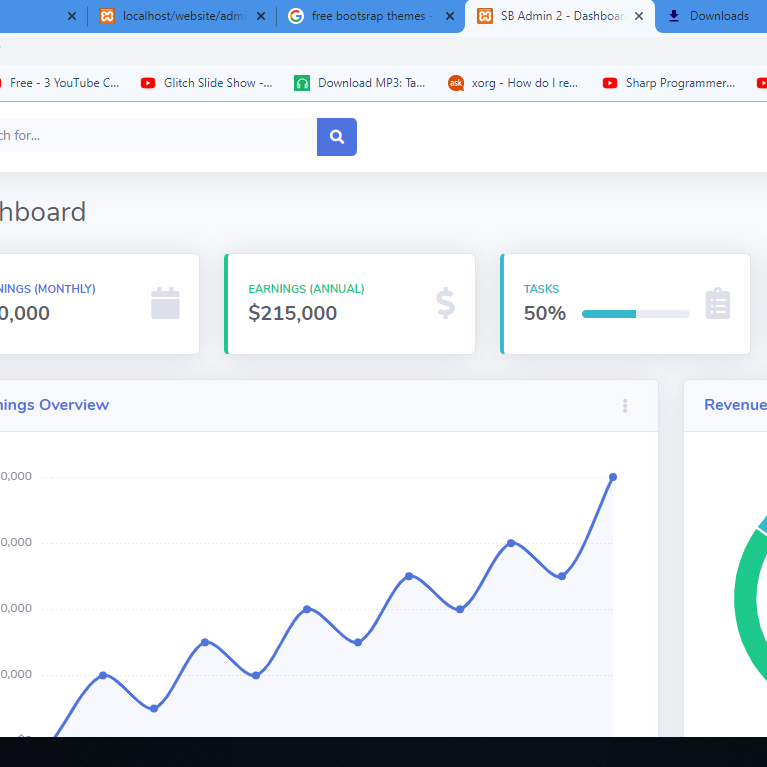 localhost/website/admi
free bootsrap themes -
SB Admin 2 - Dashboar
Downloads
Free - 3 YouTube C...
Glitch Slide Show -...
Download MP3: Ta...
ask
xorg - How do I re...
Sharp Programmer...
ch for...
hboard
NINGS (MONTHLY)
0,000
EARNINGS (ANNUAL)
$215,000
TASKS
50%
nings Overview
Revenue
0,000
0,000
0,000
0,000